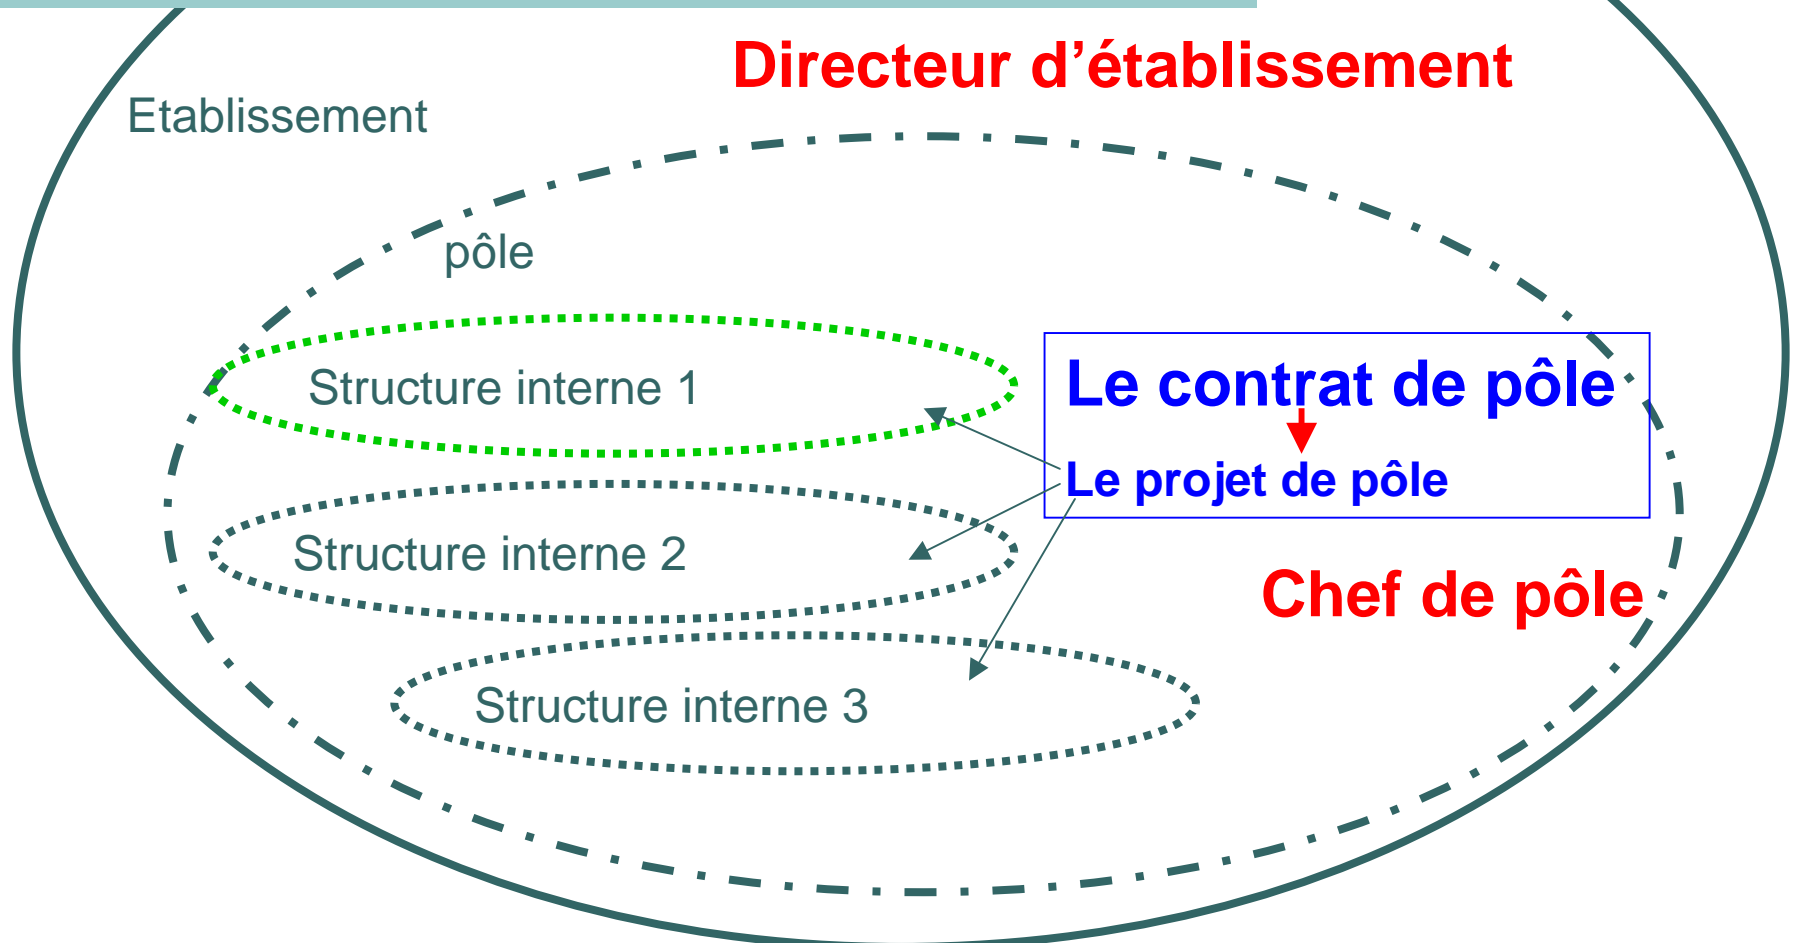 Directeur d’établissement
Etablissement
pôle
Structure interne 1
Le contrat de pôle
Le projet de pôle
Structure interne 2
Chef de pôle
Structure interne 3